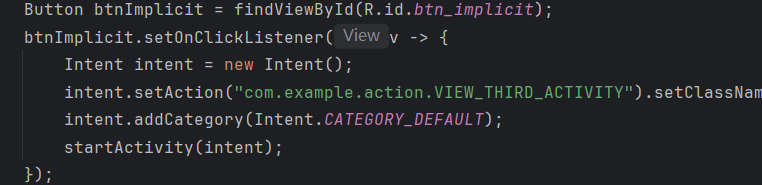 Button btnImplicit = findViewById(R.id.btn_implicit);
btnImplicit.setOnClickListener( View v -> {
Intent intent = new Intent();
intent.setAction("com.example.action.VIEW_THIRD_ACTIVITY").setClassNam
intent.addCategory(Intent.CATEGORY_DEFAULT);
startActivity(intent);
});